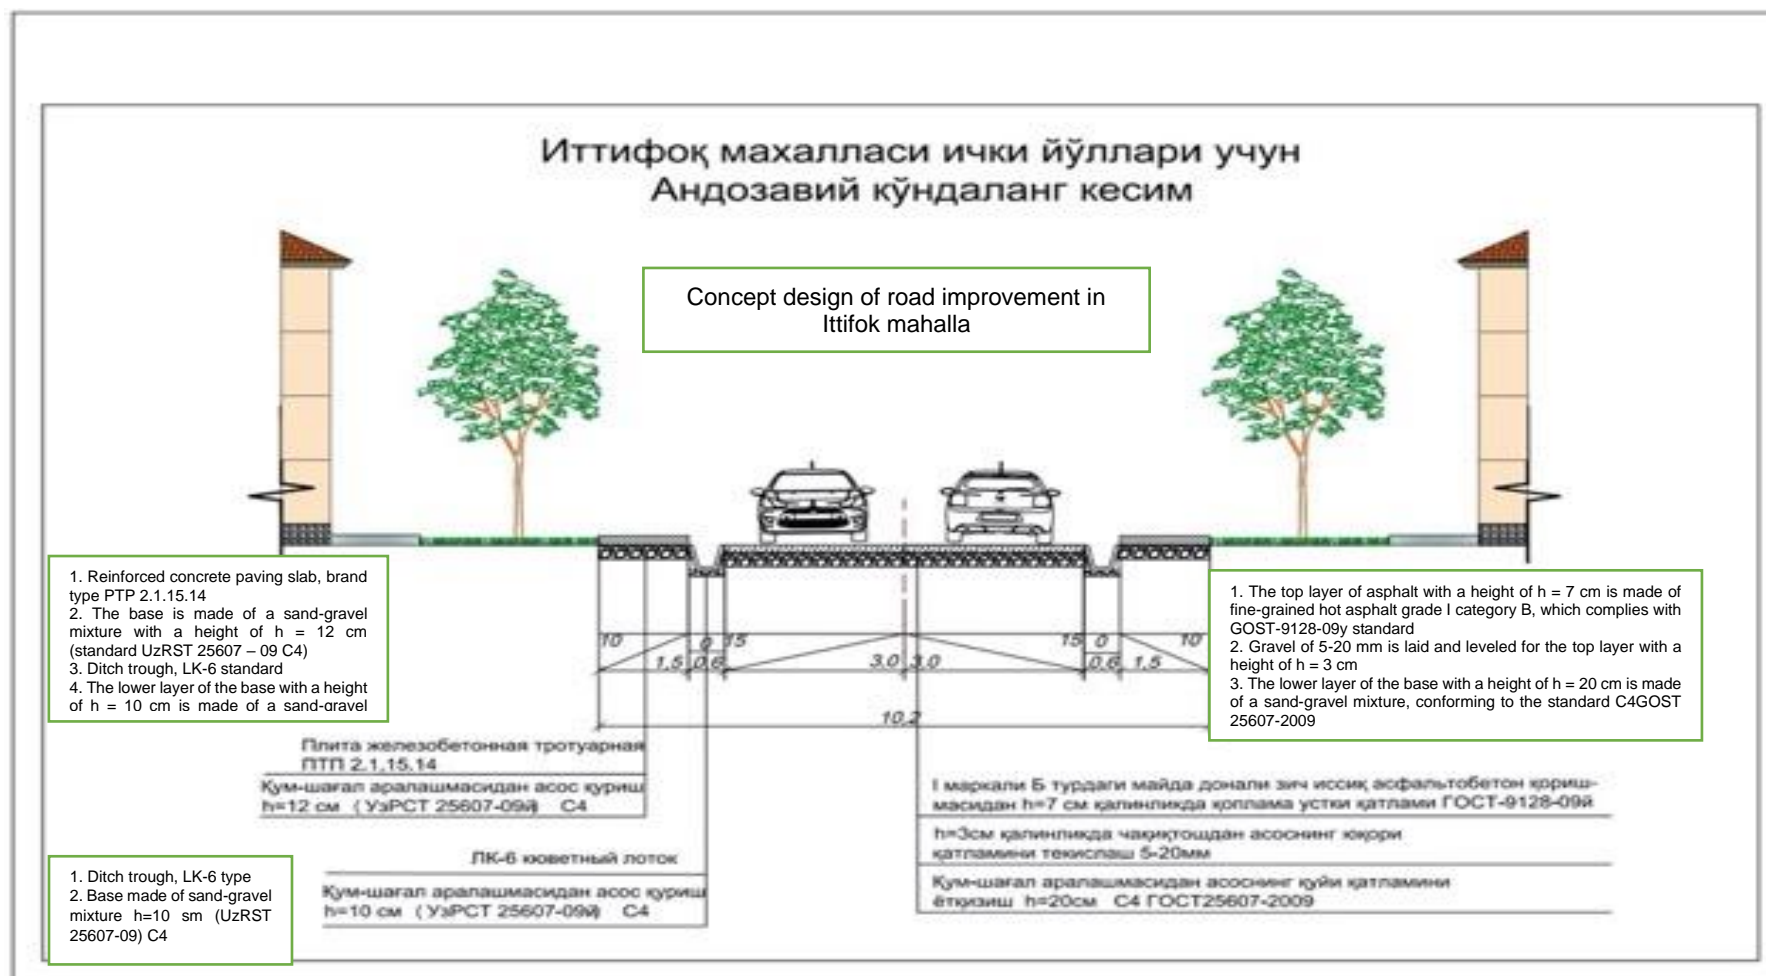 Иттифоқ махалласи ички йўллари учун
Андозавий кўндаланг кесим
Concept design of road improvement in
Ittifok mahalla
1. Reinforced concrete paving slab, brand
type PTP 2.1.15.14
2. The base is made of a sand-gravel
mixture with a height of h = 12 cm
(standard UzRST 25607 – 09 C4)
3. Ditch trough, LK-6 standard
4. The lower layer of the base with a height
of h = 10 cm is made of a sand-gravel
1. The top layer of asphalt with a height of h = 7 cm is made of
fine-grained hot asphalt grade I category B, which complies with
GOST-9128-09y standard
2. Gravel of 5-20 mm is laid and leveled for the top layer with a
height of h = 3 cm
3. The lower layer of the base with a height of h = 20 cm is made
of a sand-gravel mixture, conforming to the standard C4GOST
25607-2009
10 0 15 15 0 10
1,5 0,6 3.0 3.0 0,6 1,5
10,2
Плита железобетонная тротуарная
ПТП 2.1,15.14
Қум-шағал аралашмасидан асос қуриш
h=12 см ( УзРСТ 25607-09й) С4
ЛК-6 кюветный лоток
Қум-шағал аралашмасидан асос қуриш
h=10 см ( УзРСТ 25607-09й) С4
I маркали Б турдаги майда донали зич иссиқ асфальтобетон қориш-
масидан h=7 см қалинликда қоплама устки қатлами ГОСТ-9128-09й
h=3см қалинликда чақиқтошдан асоснинг юқори
қатламини текислаш 5-20мм
Қум-шағал аралашмасидан асоснинг қуйи қатламини
ётқизиш h=20см С4 ГОСТ25607-2009
1. Ditch trough, LK-6 type
2. Base made of sand-gravel
mixture h=10 sm (UzRST
25607-09) C4